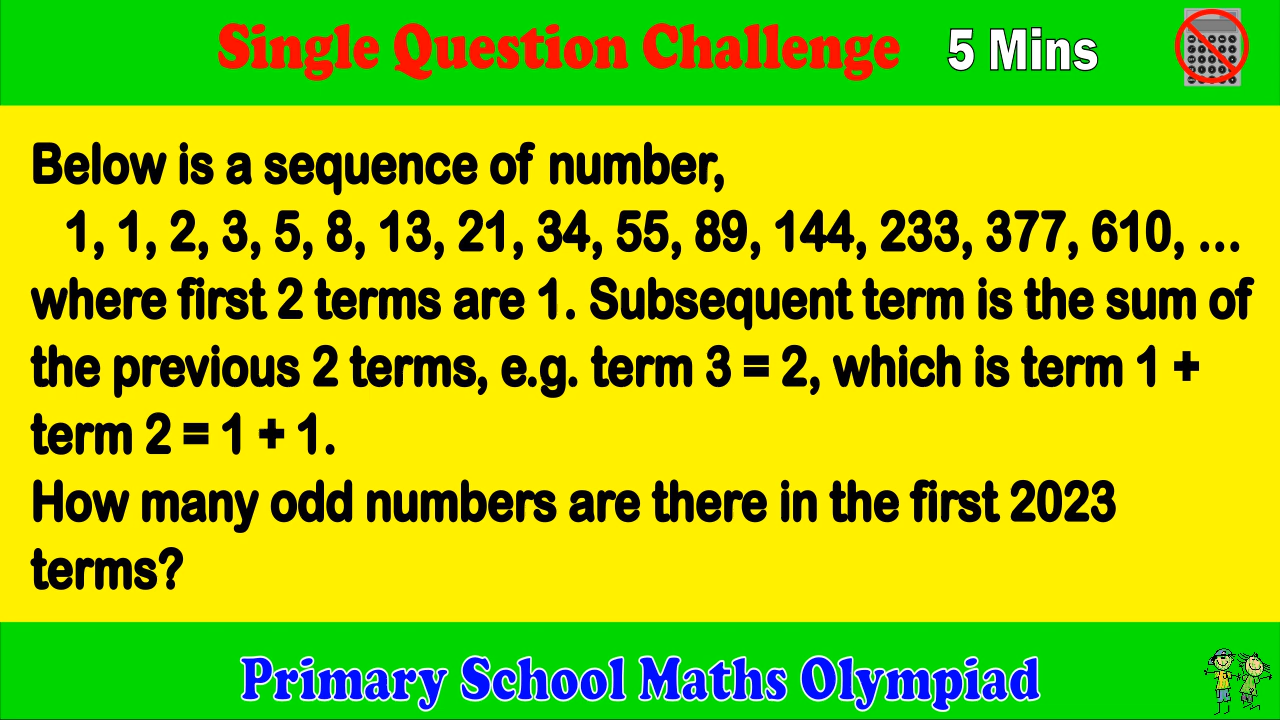 Single Question Challenge 5 Mins
Below is a sequence of number,
1, 1, 2, 3, 5, 8, 13, 21, 34, 55, 89, 144, 233, 377, 610, ...
where first 2 terms are 1. Subsequent term is the sum of
the previous 2 terms, e.g. term 3 = 2, which is term 1 +
term 2 = 1 + 1.
How many odd numbers are there in the first 2023
terms?
Primary School Maths Olympiad